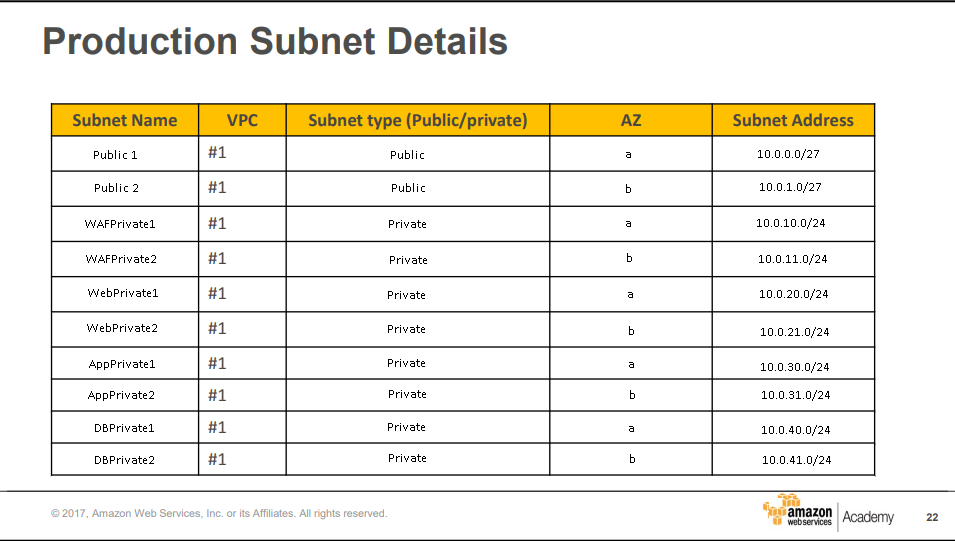 Production Subnet Details
Subnet Name VPC Subnet type (Public/private) AZ Subnet Address
Public 1 #1 Public a 10.0.0.0/27
Public 2 #1 Public b 10.0.1.0/27
WAFPrivate1 #1 Private a 10.0.10.0/24
WAFPrivate2 #1 Private b 10.0.11.0/24
WebPrivate1 #1 Private a 10.0.20.0/24
WebPrivate2 #1 Private b 10.0.21.0/24
AppPrivate1 #1 Private a 10.0.30.0/24
AppPrivate2 #1 Private b 10.0.31.0/24
DBPrivate1 #1 Private a 10.0.40.0/24
DBPrivate2 #1 Private b 10.0.41.0/24
© 2017, Amazon Web Services, Inc. or its Affiliates. All rights reserved.
amazon
webservices
Academy
22